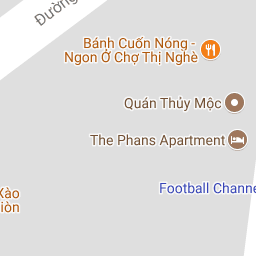 Đường
Bánh Cuốn Nóng -
Ngon Ở Chợ Thị Nghè
Quán Thủy Mộc
The Phans Apartment
Football Channe
Xào
iòn